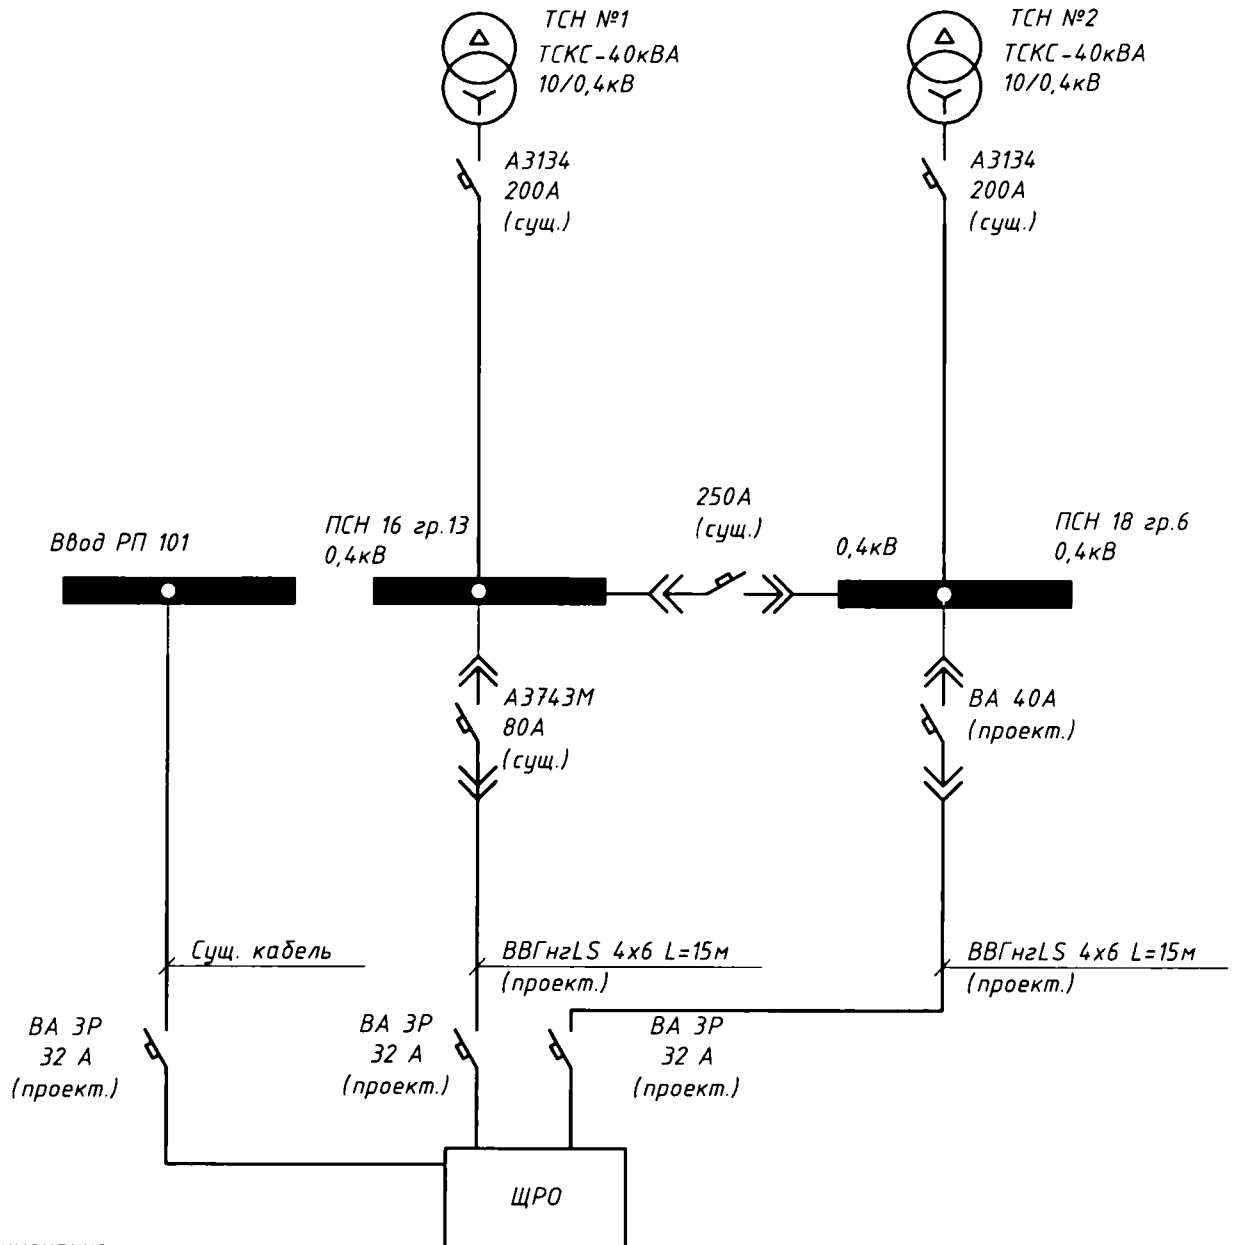 ТСН №1
ТСКС-40кВА
10/0,4кВ
ТСН №2
ТСКС-40кВА
10/0,4кВ
А3134
200А
(сущ.)
А3134
200А
(сущ.)
250А
(сущ.)
Ввод РП 101
ПСН 16 гр.13
0,4кВ
0,4кВ
ПСН 18 гр.6
0,4кВ
А3743М
80А
(сущ.)
ВА 40А
(проект.)
Сущ. кабель
ВВГнгLS 4х6 L=15м
(проект.)
ВВГнгLS 4х6 L=15м
(проект.)
ВА 3Р
32 А
(проект.)
ВА 3Р
32 А
(проект.)
ВА 3Р
32 А
(проект.)
ЩРО